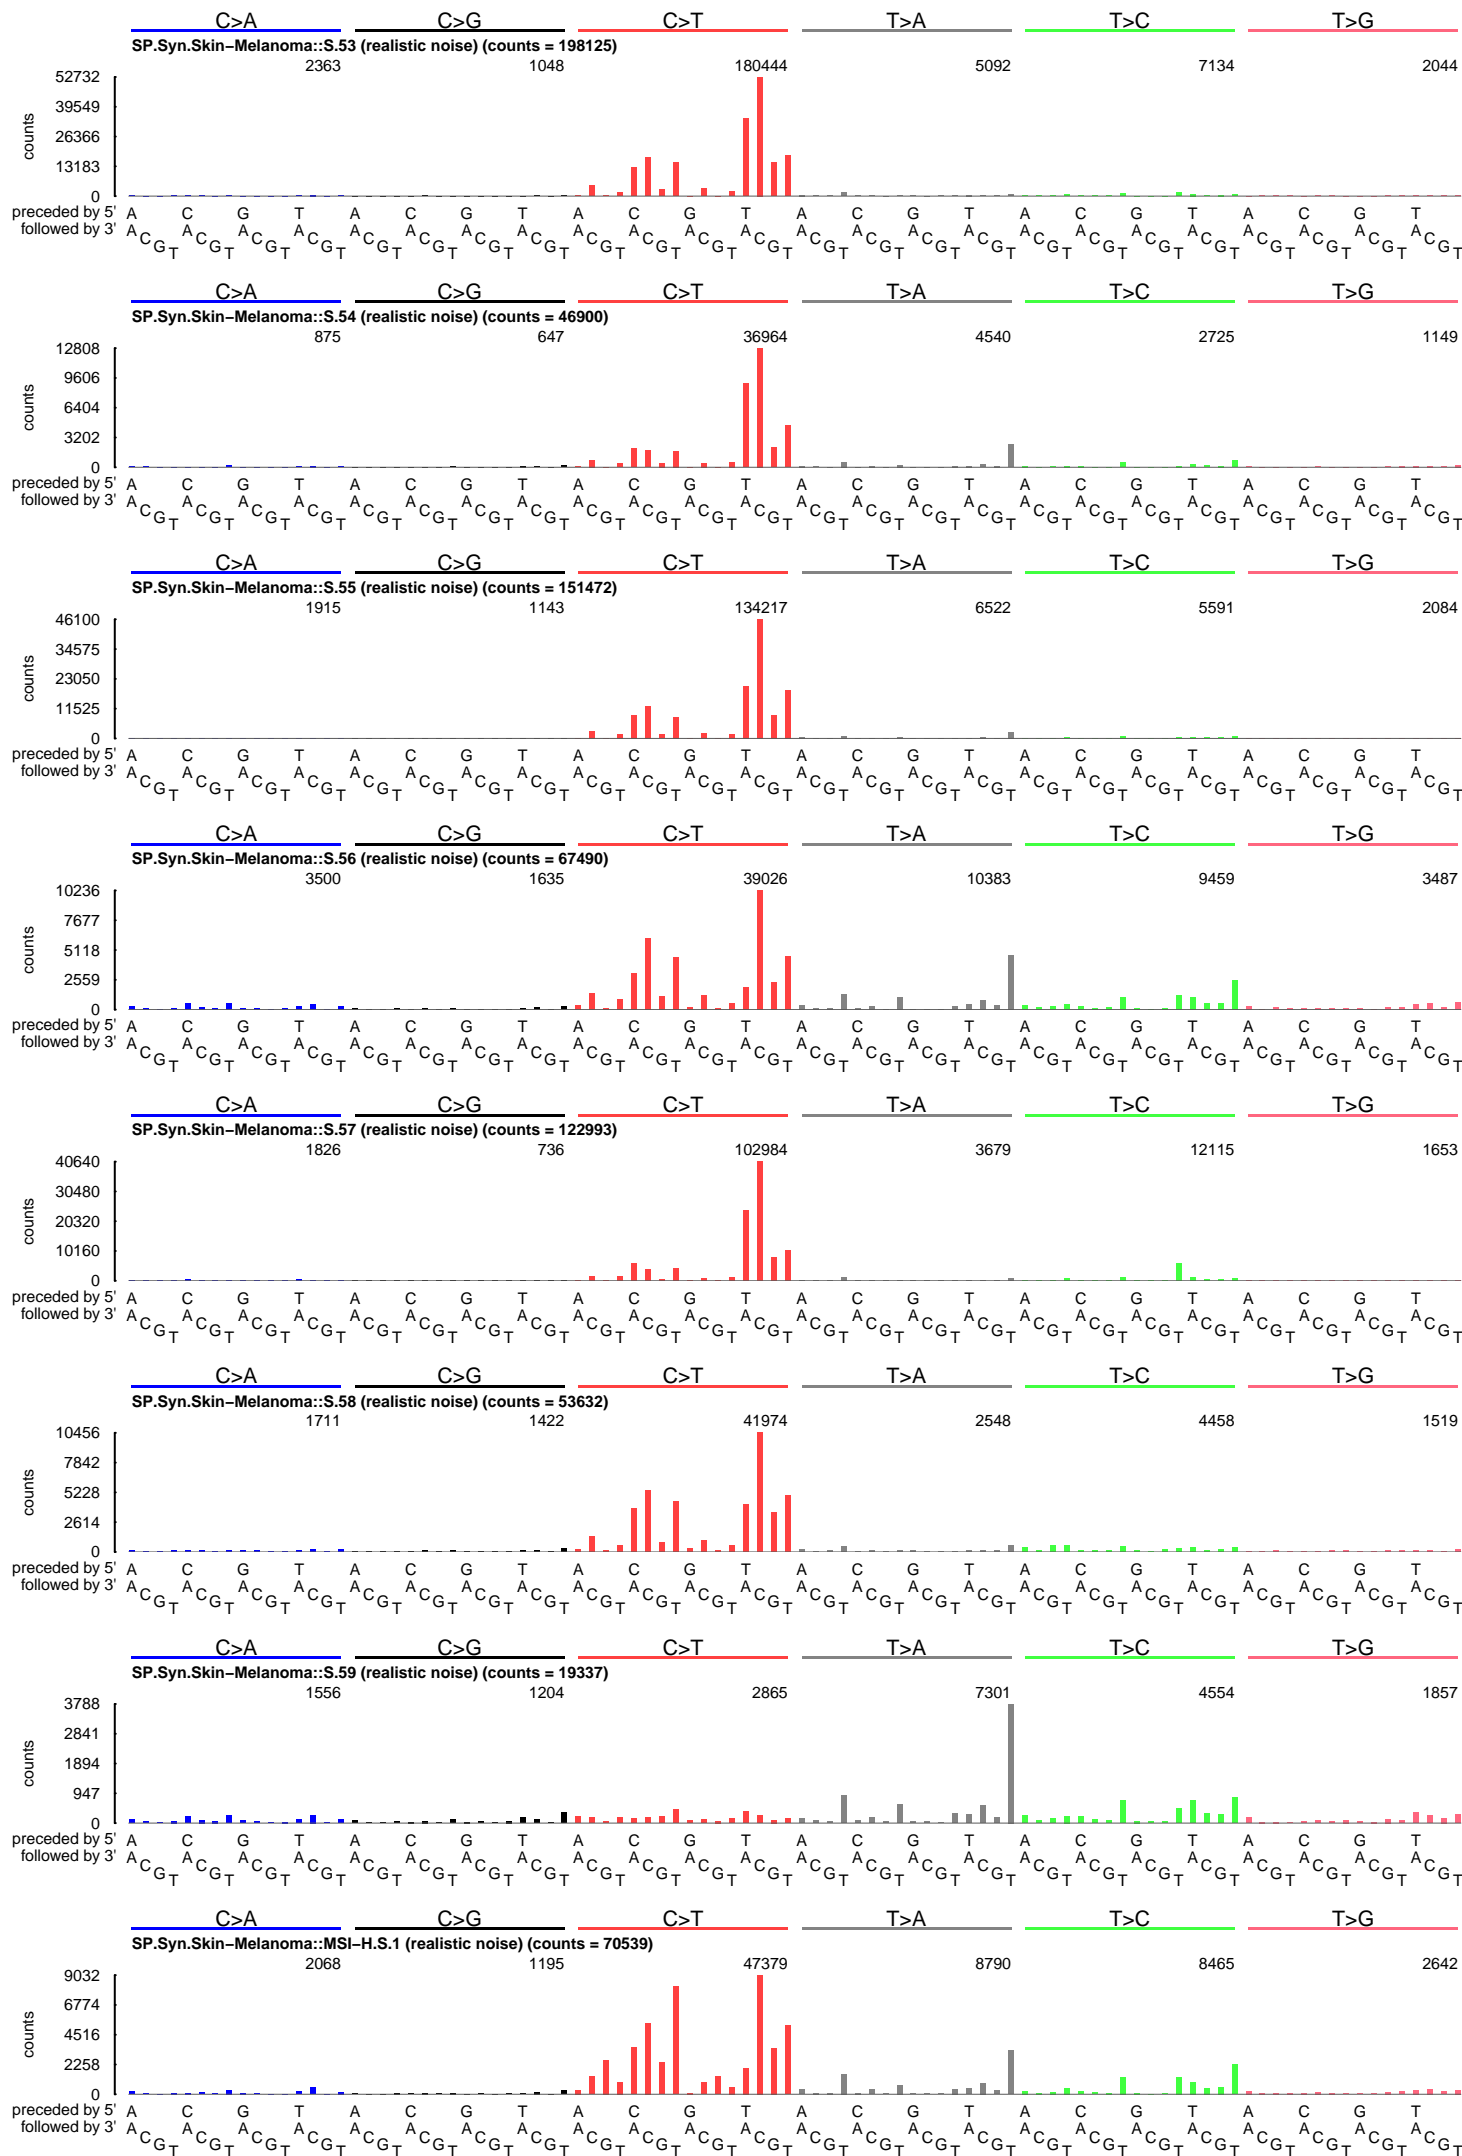 C>A C>G C>T T>A T>C T>G
SP.Syn.Skin−Melanoma::S.53 (realistic noise) (counts = 198125)
2363 1048 180444 5092 7134 2044
52732
39549
26366
13183
0
counts
preceded by 5' A C G T A C G T A C G T A C G T A C G T A C G T
followed by 3' A C G T A C G T A C G T A C G T A C G T A C G T A C G T A C G T A C G T A C G T A C G T A C G T A C G T A C G T A C G T A C G T A C G T A C G T A C G T A C G T A C G T A C G T A C G T A C G T
C>A C>G C>T T>A T>C T>G
SP.Syn.Skin−Melanoma::S.54 (realistic noise) (counts = 46900)
875 647 36964 4540 2725 1149
12808
9606
6404
3202
0
counts
preceded by 5' A C G T A C G T A C G T A C G T A C G T A C G T
followed by 3' A C G T A C G T A C G T A C G T A C G T A C G T A C G T A C G T A C G T A C G T A C G T A C G T A C G T A C G T A C G T A C G T A C G T A C G T A C G T A C G T A C G T A C G T A C G T A C G T
C>A C>G C>T T>A T>C T>G
SP.Syn.Skin−Melanoma::S.55 (realistic noise) (counts = 151472)
1915 1143 134217 6522 5591 2084
46100
34575
23050
11525
0
counts
preceded by 5' A C G T A C G T A C G T A C G T A C G T A C G T
followed by 3' A C G T A C G T A C G T A C G T A C G T A C G T A C G T A C G T A C G T A C G T A C G T A C G T A C G T A C G T A C G T A C G T A C G T A C G T A C G T A C G T A C G T A C G T A C G T A C G T
C>A C>G C>T T>A T>C T>G
SP.Syn.Skin−Melanoma::S.56 (realistic noise) (counts = 67490)
3500 1635 39026 10383 9459 3487
10236
7677
5118
2559
0
counts
preceded by 5' A C G T A C G T A C G T A C G T A C G T A C G T
followed by 3' A C G T A C G T A C G T A C G T A C G T A C G T A C G T A C G T A C G T A C G T A C G T A C G T A C G T A C G T A C G T A C G T A C G T A C G T A C G T A C G T A C G T A C G T A C G T A C G T
C>A C>G C>T T>A T>C T>G
SP.Syn.Skin−Melanoma::S.57 (realistic noise) (counts = 122993)
1826 736 102984 3679 12115 1653
40640
30480
20320
10160
0
counts
preceded by 5' A C G T A C G T A C G T A C G T A C G T A C G T
followed by 3' A C G T A C G T A C G T A C G T A C G T A C G T A C G T A C G T A C G T A C G T A C G T A C G T A C G T A C G T A C G T A C G T A C G T A C G T A C G T A C G T A C G T A C G T A C G T A C G T
C>A C>G C>T T>A T>C T>G
SP.Syn.Skin−Melanoma::S.58 (realistic noise) (counts = 53632)
1711 1422 41974 2548 4458 1519
10456
7842
5228
2614
0
counts
preceded by 5' A C G T A C G T A C G T A C G T A C G T A C G T
followed by 3' A C G T A C G T A C G T A C G T A C G T A C G T A C G T A C G T A C G T A C G T A C G T A C G T A C G T A C G T A C G T A C G T A C G T A C G T A C G T A C G T A C G T A C G T A C G T A C G T
C>A C>G C>T T>A T>C T>G
SP.Syn.Skin−Melanoma::S.59 (realistic noise) (counts = 19337)
1556 1204 2865 7301 4554 1857
3788
2841
1894
947
0
counts
preceded by 5' A C G T A C G T A C G T A C G T A C G T A C G T
followed by 3' A C G T A C G T A C G T A C G T A C G T A C G T A C G T A C G T A C G T A C G T A C G T A C G T A C G T A C G T A C G T A C G T A C G T A C G T A C G T A C G T A C G T A C G T A C G T A C G T
C>A C>G C>T T>A T>C T>G
SP.Syn.Skin−Melanoma::MSI−H.S.1 (realistic noise) (counts = 70539)
2068 1195 47379 8790 8465 2642
9032
6774
4516
2258
0
counts
preceded by 5' A C G T A C G T A C G T A C G T A C G T A C G T
followed by 3' A C G T A C G T A C G T A C G T A C G T A C G T A C G T A C G T A C G T A C G T A C G T A C G T A C G T A C G T A C G T A C G T A C G T A C G T A C G T A C G T A C G T A C G T A C G T A C G T